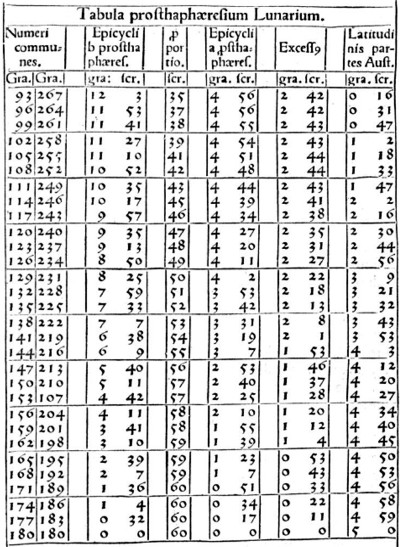 Tabula prosthaphæresium Lunarium.
Numeri commu- nes. | Epicycli b prostha phæres. | ꝓ por tio. | Epicycli a ꝓstha- phæres. | Excessꝰ | Latitudi nis par- tes Aust.
Gra. | Gra. | gra: scr. | scr. | gra. scr. | gra. scr. | gra. scr.
93 267 12 3 35 4 56 2 42 0 16
96 264 11 53 37 4 56 2 42 0 31
99 261 11 41 38 4 55 2 43 0 47
102 258 11 27 39 4 54 2 43 1 2
105 255 11 10 41 4 51 2 44 1 18
108 252 10 52 42 4 48 2 44 1 33
111 249 10 35 43 4 44 2 43 1 47
114 246 10 17 45 4 39 2 41 2 2
117 243 9 57 46 4 34 2 38 2 16
120 240 9 35 47 4 27 2 35 2 30
123 237 9 13 48 4 20 2 31 2 44
126 234 8 50 49 4 11 2 27 2 56
129 231 8 25 50 4 2 2 22 3 9
132 228 7 59 51 3 53 2 18 3 21
135 225 7 33 52 3 42 2 13 3 32
138 222 7 7 53 3 31 2 8 3 43
141 219 6 38 54 3 19 2 1 3 53
144 216 6 9 55 3 7 1 53 4 3
147 213 5 40 56 2 53 1 46 4 12
150 210 5 11 57 2 40 1 37 4 20
153 107 4 42 57 2 25 1 28 4 27
156 204 4 11 58 2 10 1 20 4 34
159 201 3 41 58 1 55 1 12 4 40
162 198 3 10 59 1 39 1 4 4 45
165 195 2 39 59 1 23 0 53 4 50
168 192 2 7 59 1 7 0 43 4 53
171 189 1 36 60 0 51 0 33 4 56
174 186 1 4 60 0 34 0 22 4 58
177 183 0 32 60 0 17 0 11 4 59
180 180 0 0 60 0 0 0 0 5 0